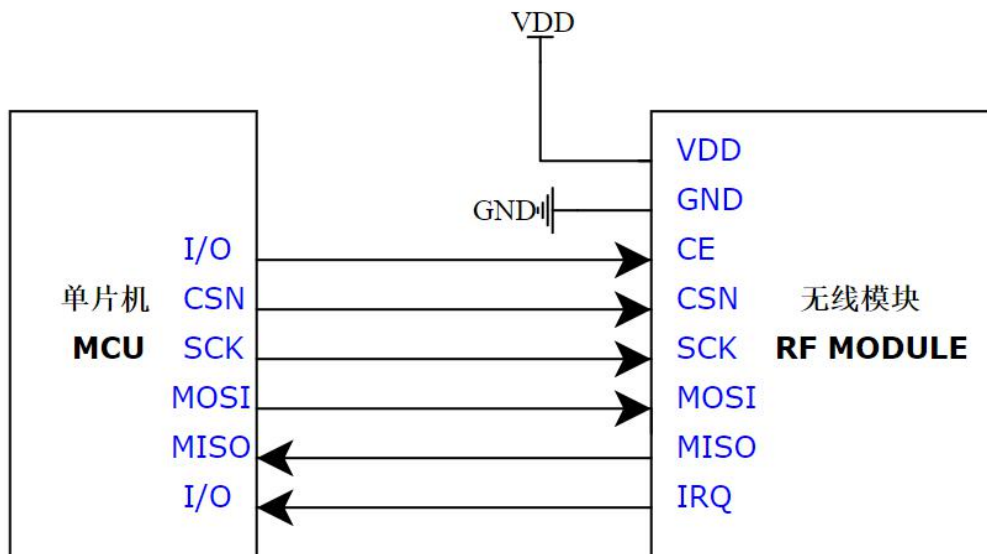 VDD
VDD
GND GND
I/O CE
单片机 CSN CSN 无线模块
MCU SCK SCK RF MODULE
MOSI MOSI
MISO MISO
I/O IRQ